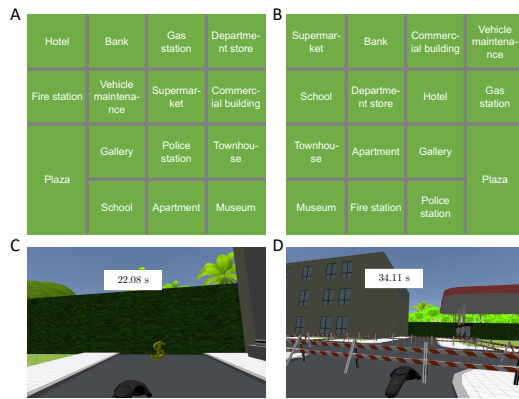 A
Hotel
Bank
Gas
station
Departme-
nt store
Fire station
Vehicle
maintena-
nce
Supermar-
ket
Commerc-
ial building
Plaza
Gallery
Police
station
Townhou-
se
School
Apartment
Museum
B
Supermar-
ket
Bank
Commerc-
ial building
Vehicle
maintena-
nce
School
Departme-
nt store
Hotel
Gas
station
Townhou-
se
Apartment
Gallery
Plaza
Museum
Fire station
Police
station
C
22.08 s
$
D
34.11 s